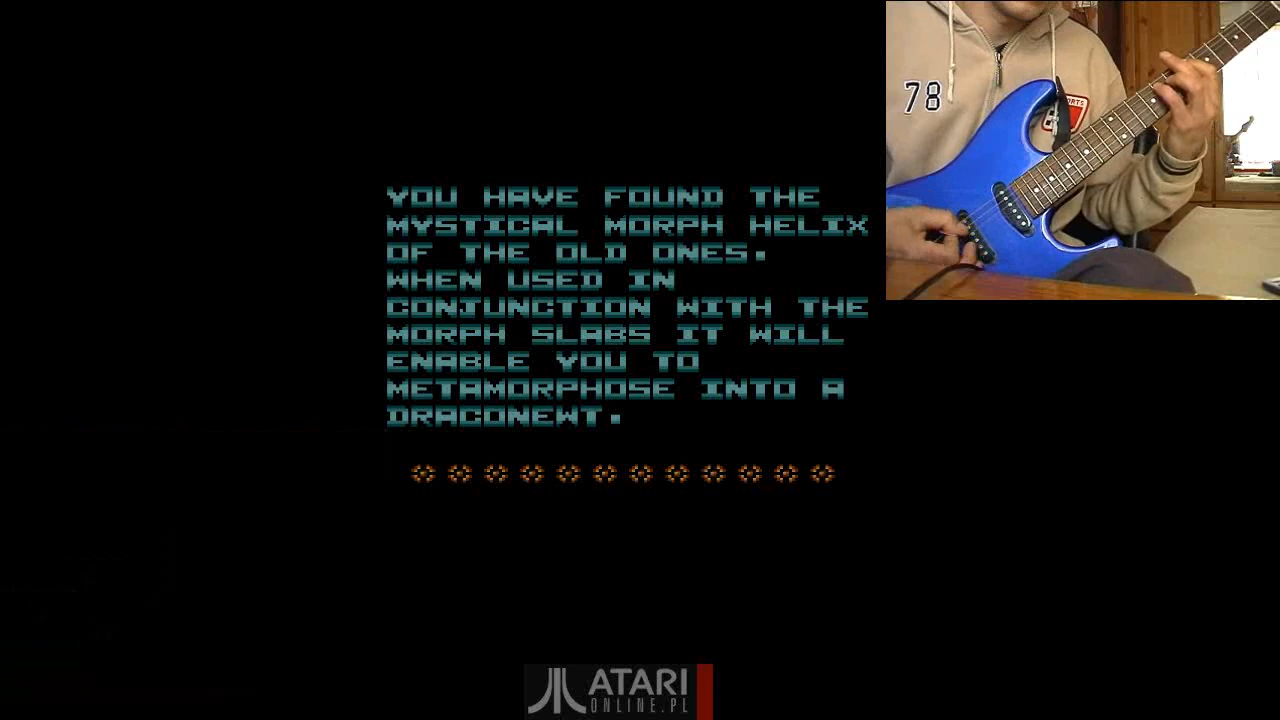 YOU HAVE FOUND THE
MYSTICAL MORPH HELIX
OF THE OLD ONES.
WHEN USED IN
CONJUNCTION WITH THE
MORPH SLABS IT WILL
ENABLE YOU TO
METAMORPHOSE INTO A
DRACONEWT.
78
ATARI
ONLINE.PL